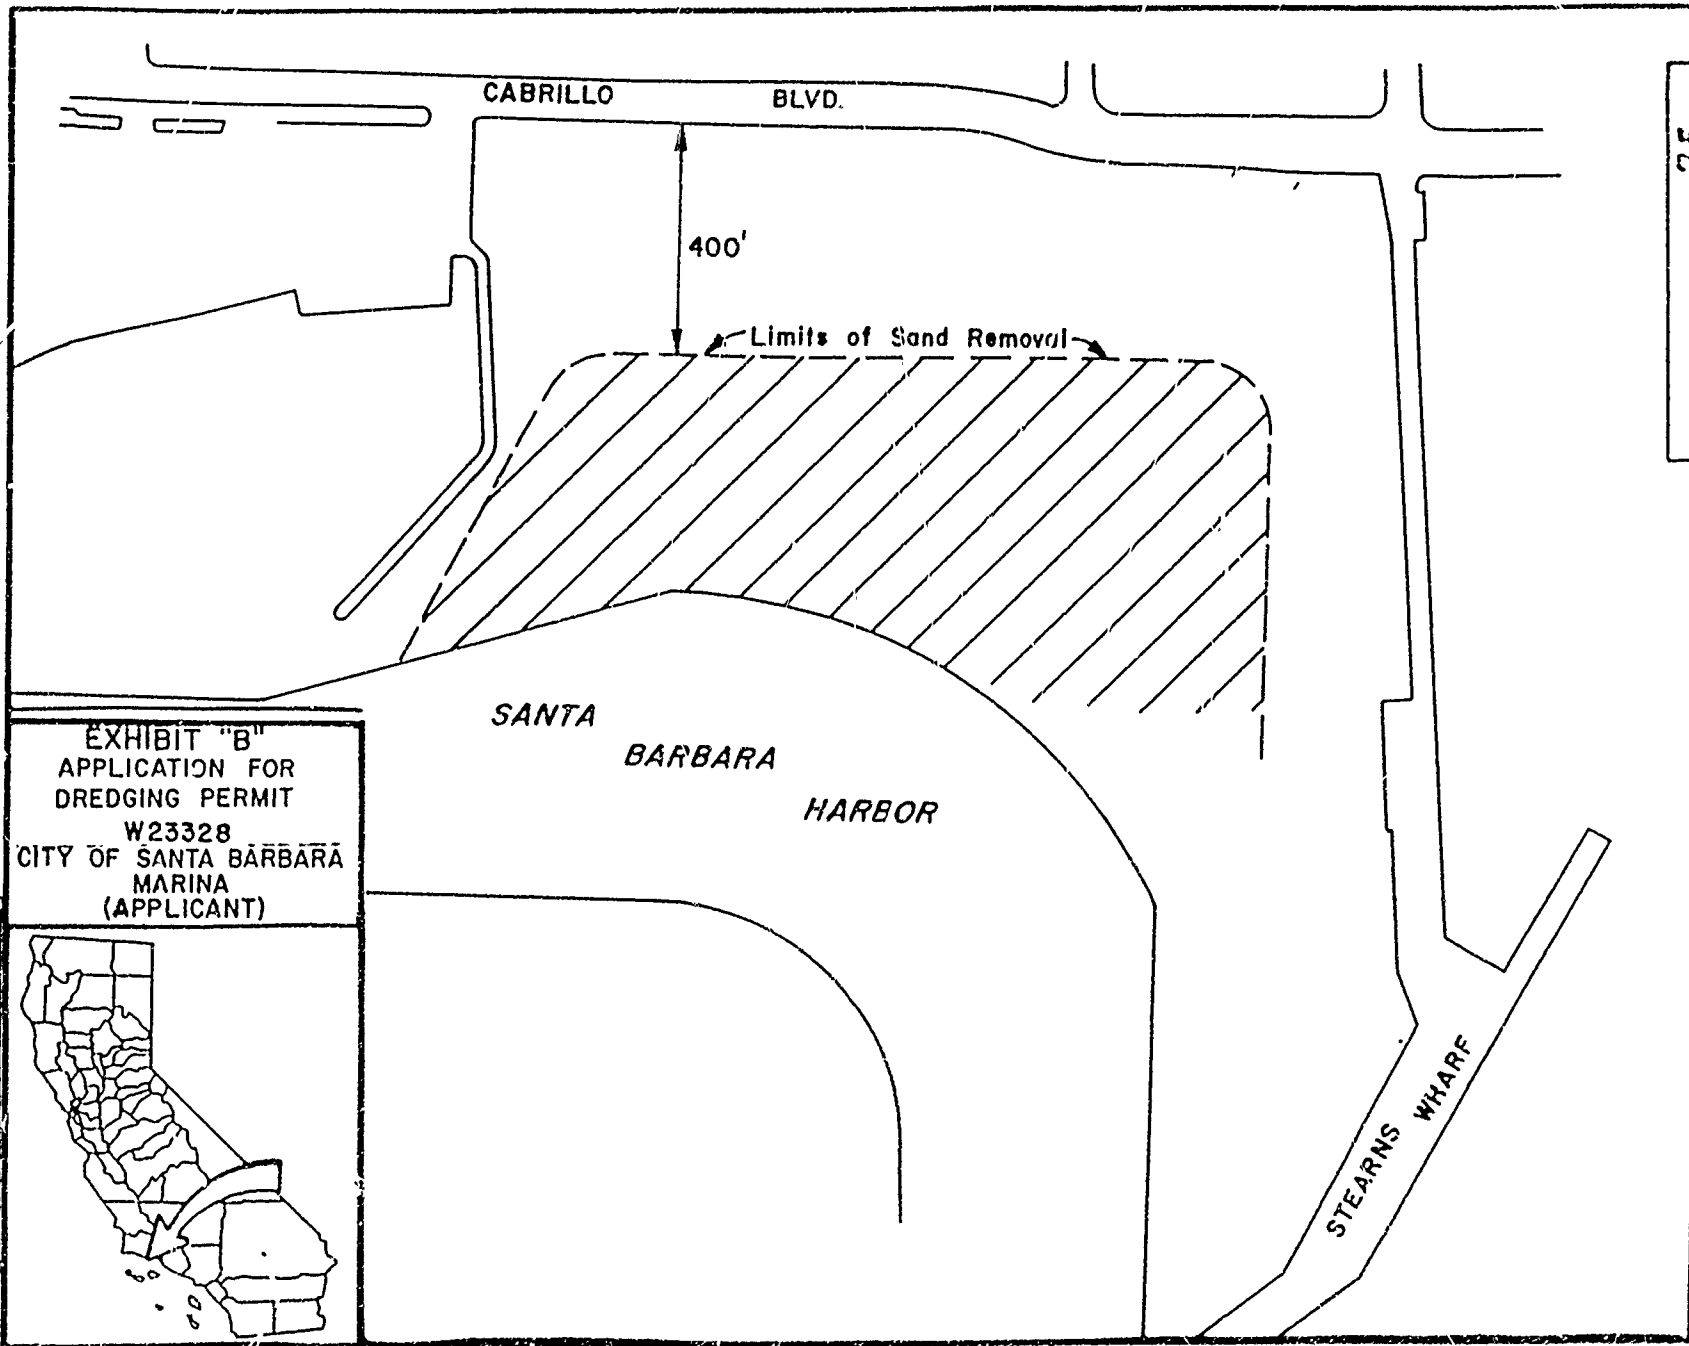 CABRILLO BLVD.
400'
Limits of Sand Removal
SANTA
BARBARA
HARBOR
EXHIBIT "B"
APPLICATION FOR
DREDGING PERMIT
W23328
CITY OF SANTA BARBARA
MARINA
(APPLICANT)
STEARNS WHARF